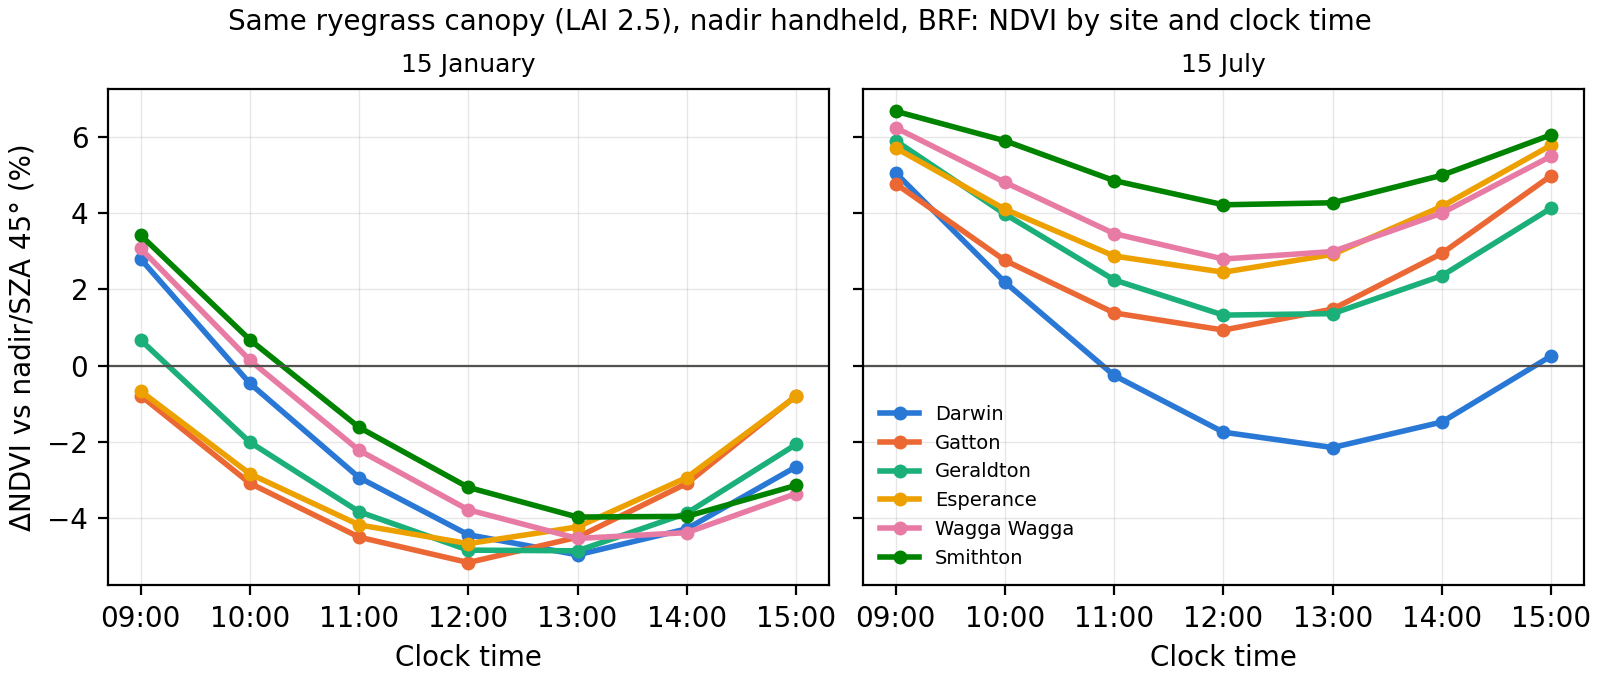 Same ryegrass canopy (LAI 2.5), nadir handheld, BRF: NDVI by site and clock time
15 January
15 July
ΔNDVI vs nadir/SZA 45° (%)
6
4
2
0
−2
−4
09:00 10:00 11:00 12:00 13:00 14:00 15:00
Clock time
Darwin
Gatton
Geraldton
Esperance
Wagga Wagga
Smithton
09:00 10:00 11:00 12:00 13:00 14:00 15:00
Clock time